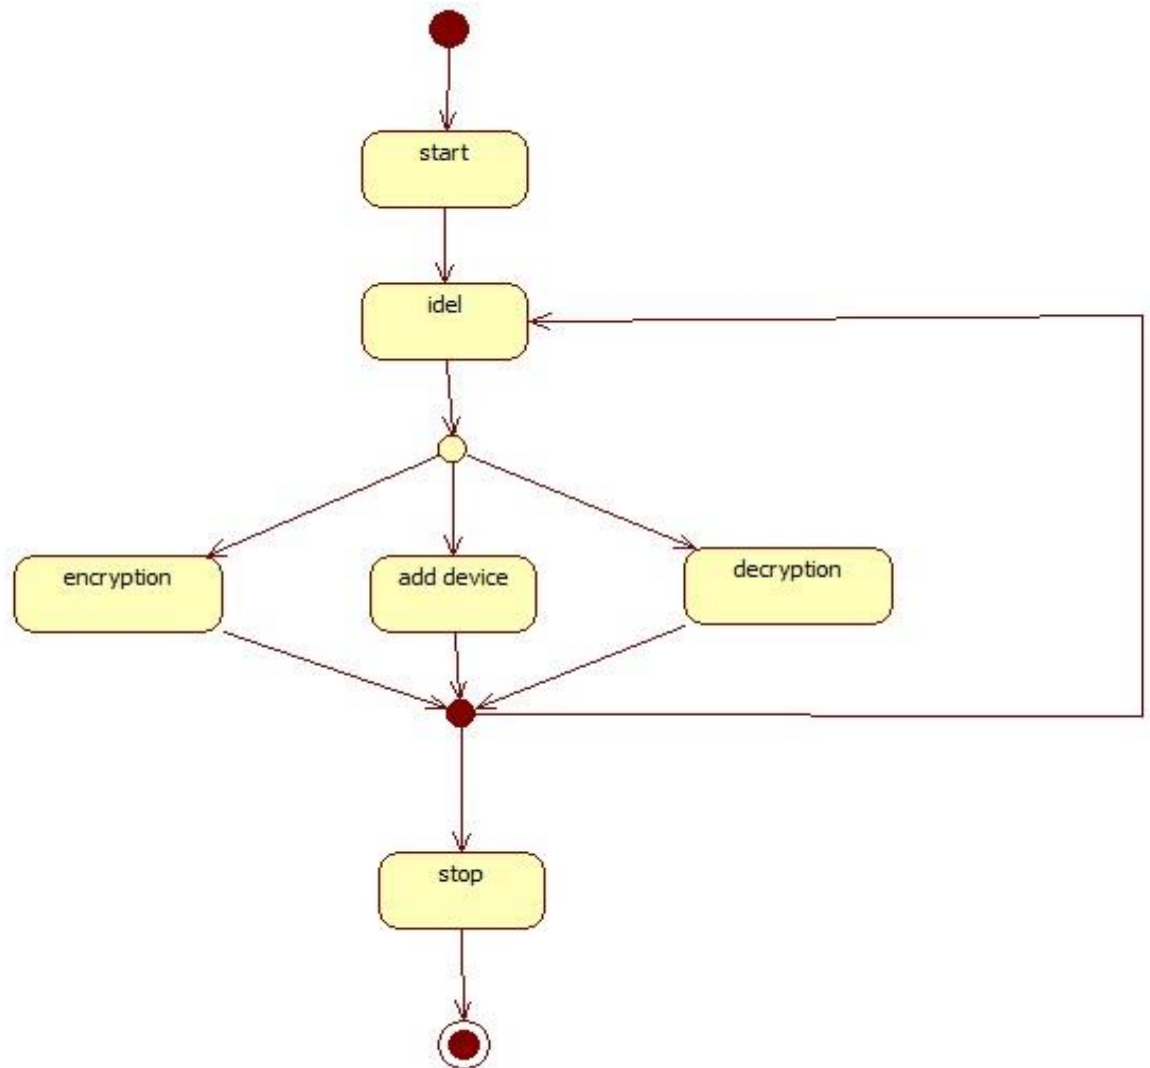 start
idel
encryption
add device
decryption
stop